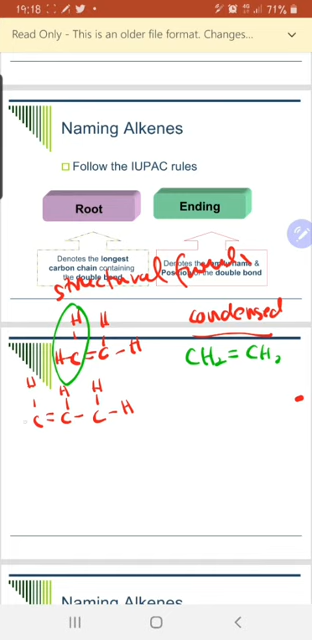 19:18
71%
Read Only - This is an older file format. Changes...
Naming Alkenes
Follow the IUPAC rules
Root
Ending
Denotes the longest
carbon chain containing
the double bond
Denotes the family name &
Position of the double bond
structural (
condensed
H H
H-C=C-H
CH2=CH2
H H H
C=C-C-H
Naming Alkenes